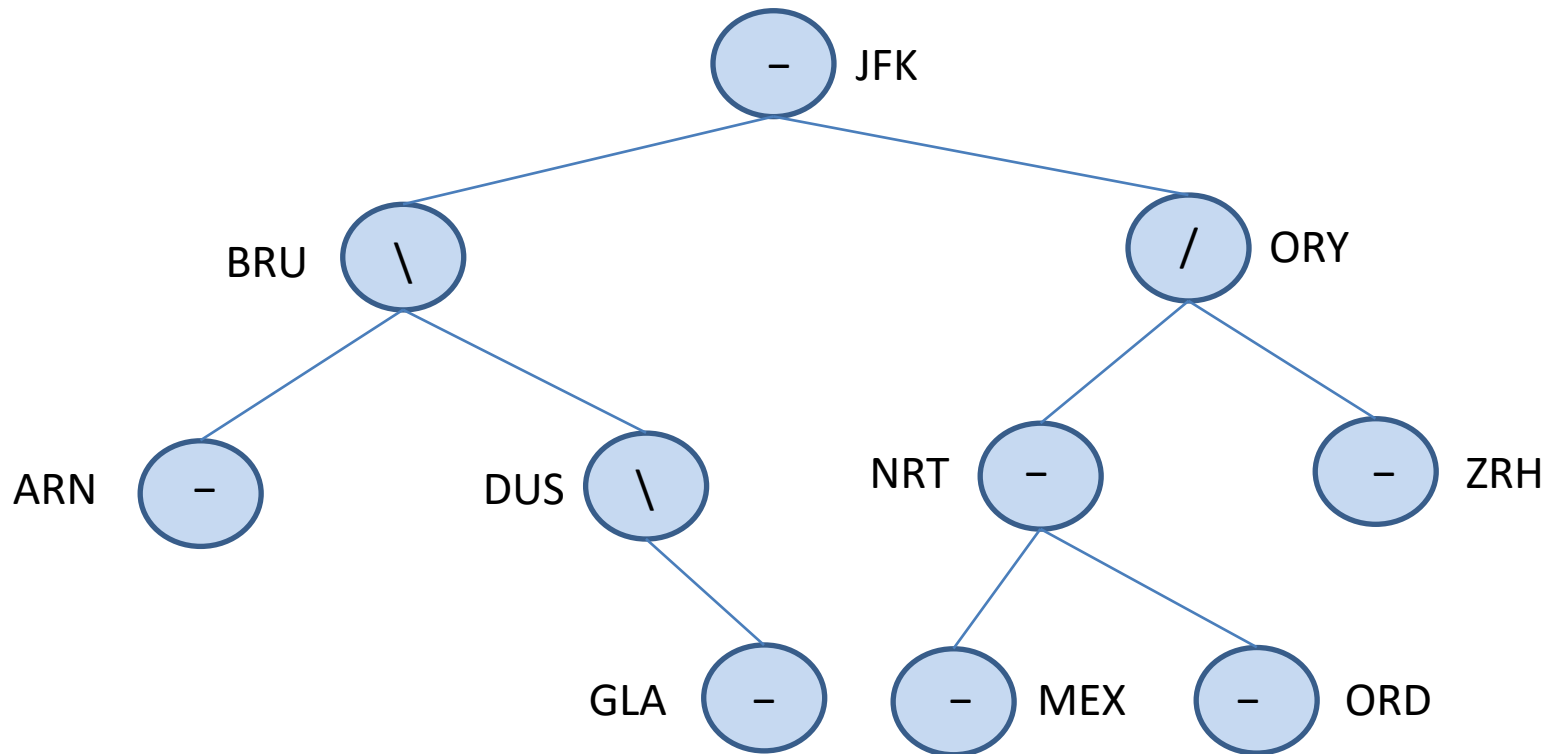 – JFK
BRU \ / ORY
ARN – DUS \ NRT – – ZRH
GLA – – MEX – ORD